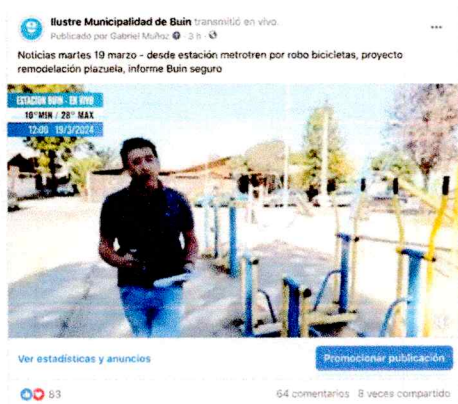 Ilustre Municipalidad de Buin transmitió en vivo.
Publicado por Gabriel Muñoz · 3 h ·
Noticias martes 19 marzo - desde estación metrotren por robo bicicletas, proyecto
remodelación plazuela, informe Buin seguro
ESTACION BUIN - EN VIVO
10° MIN / 28° MAX
12:00 19/3/2024
Ver estadísticas y anuncios
Promocionar publicación
83
64 comentarios 8 veces compartido